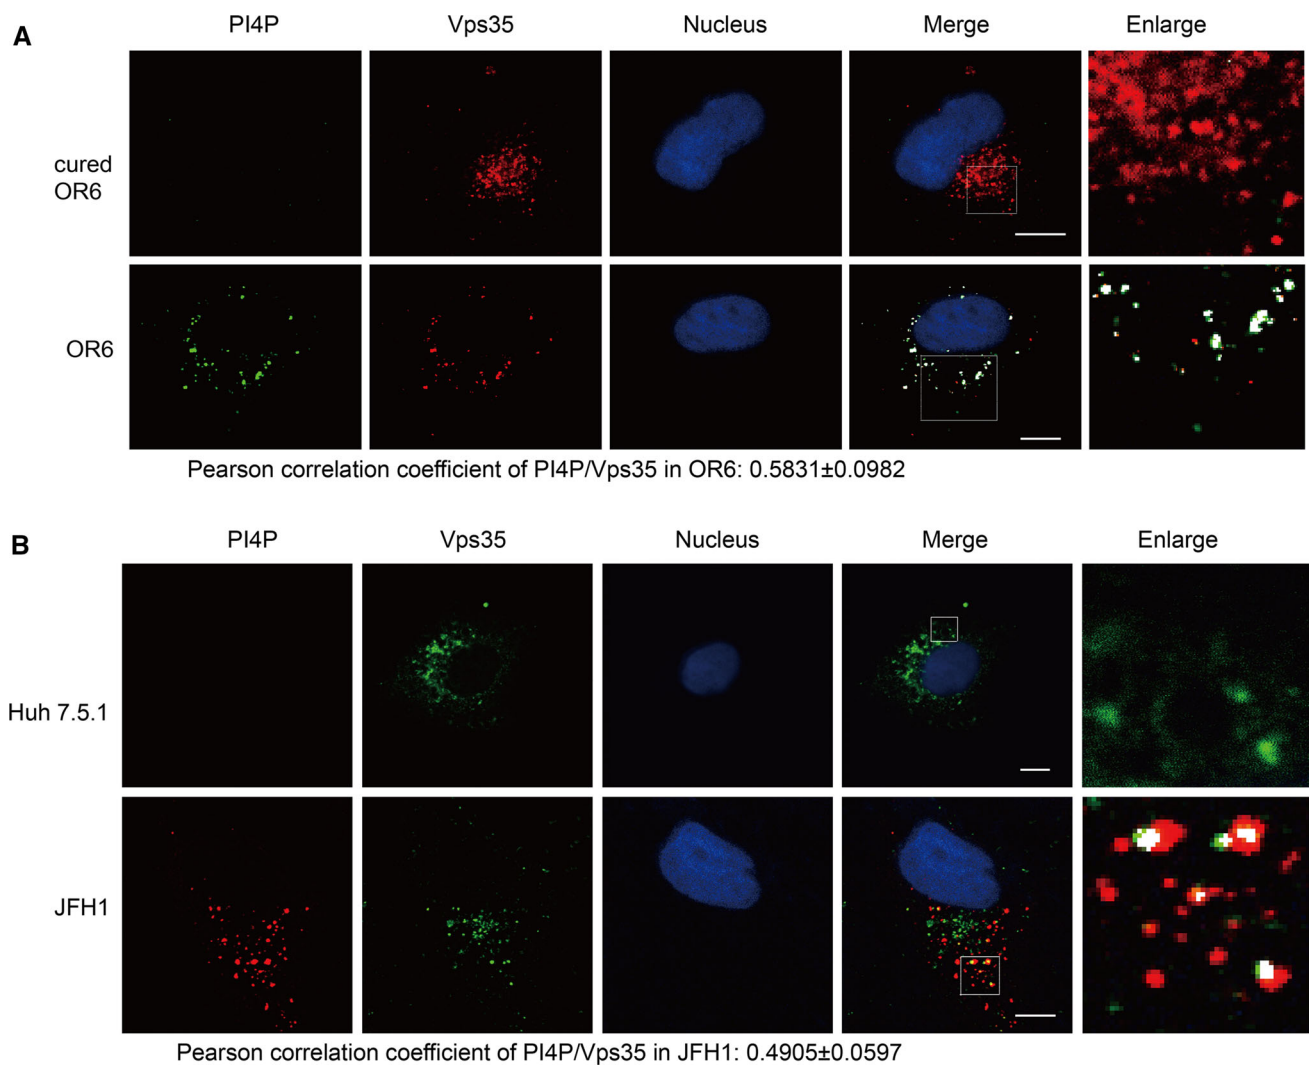 A
PI4P Vps35 Nucleus Merge Enlarge
cured
OR6
OR6
Pearson correlation coefficient of PI4P/Vps35 in OR6: 0.5831±0.0982
B
PI4P Vps35 Nucleus Merge Enlarge
Huh 7.5.1
JFH1
Pearson correlation coefficient of PI4P/Vps35 in JFH1: 0.4905±0.0597